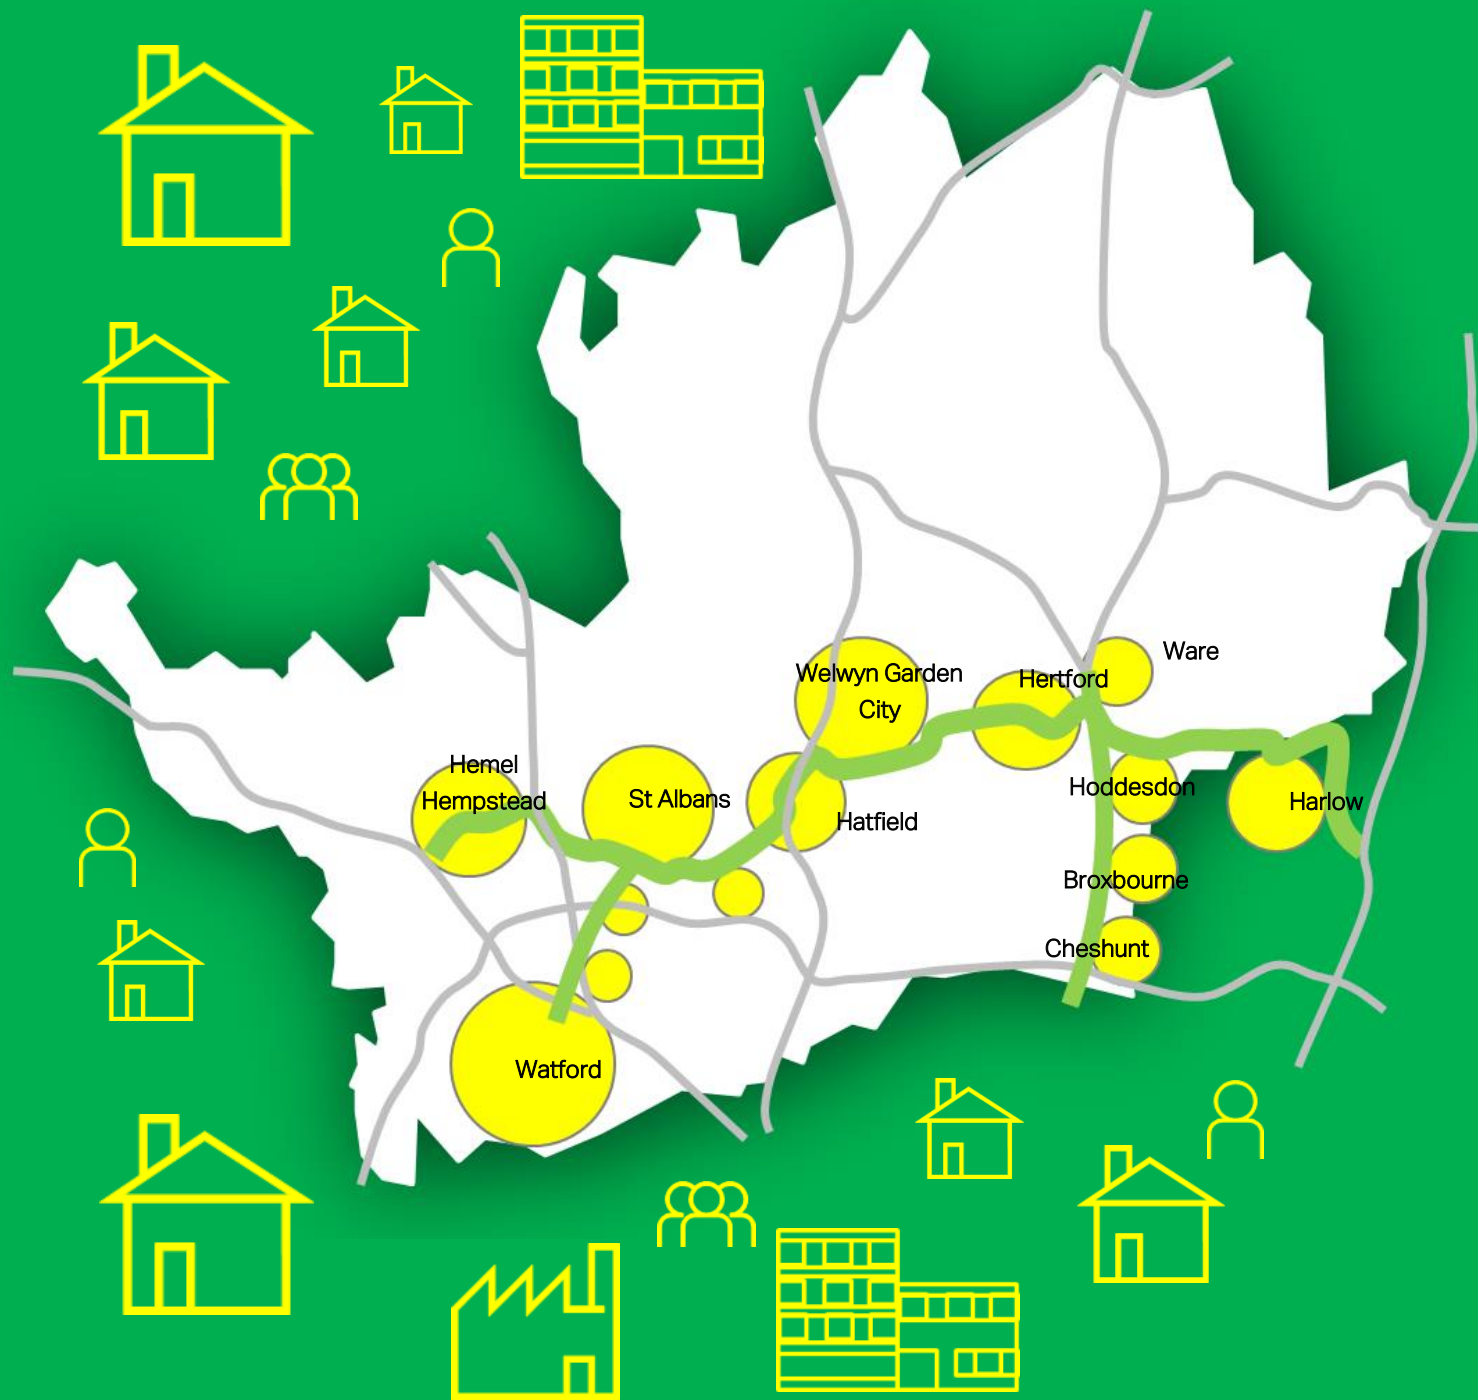 Ware
Welwyn Garden
City
Hertford
Hemel
Hempstead
St Albans
Hatfield
Hoddesdon
Harlow
Broxbourne
Cheshunt
Watford